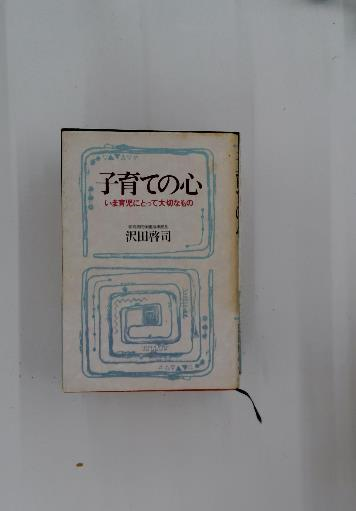 子育ての心
いま育児にとって大切なもの
沢田啓司